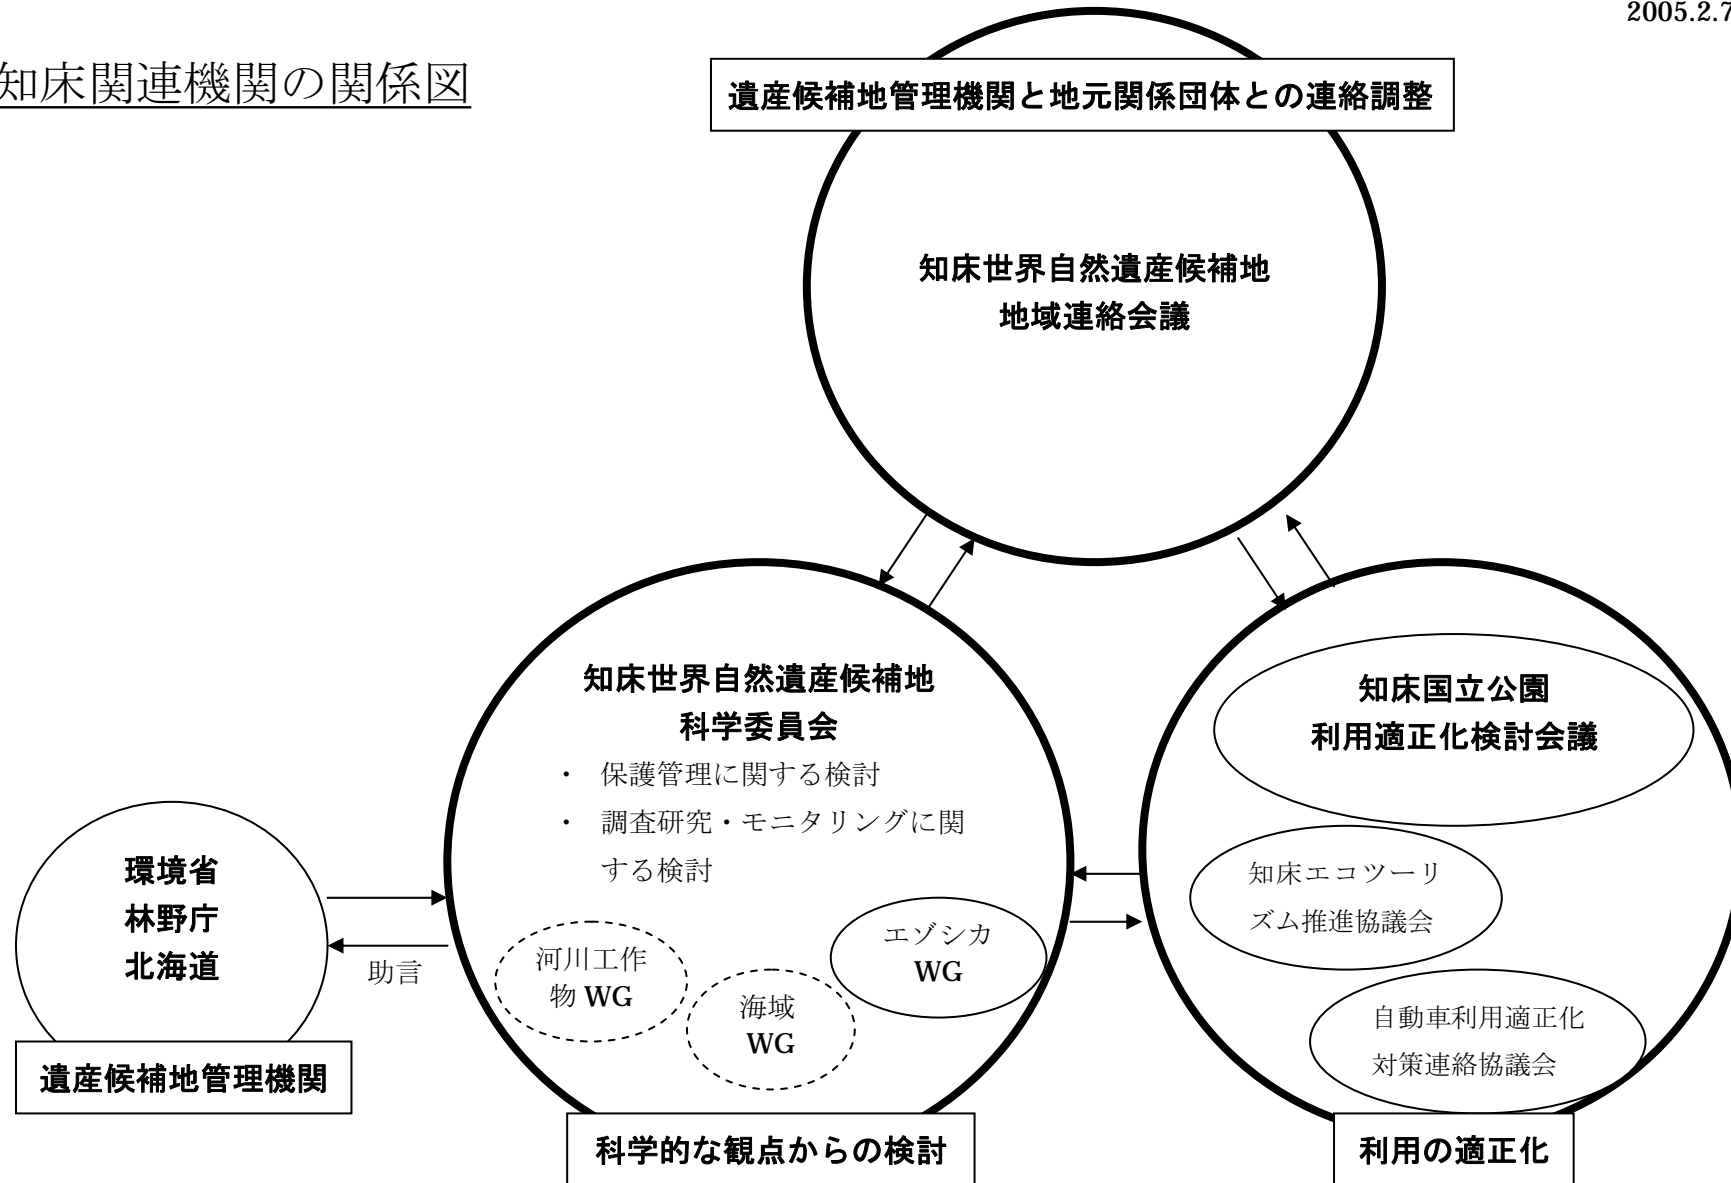 2005.2.7
知床関連機関の関係図
遺産候補地管理機関と地元関係団体との連絡調整
知床世界自然遺産候補地
地域連絡会議
知床世界自然遺産候補地
科学委員会
・ 保護管理に関する検討
・ 調査研究・モニタリングに関
する検討
河川工作
物 WG
海域
WG
エゾシカ
WG
科学的な観点からの検討
環境省
林野庁
北海道
助言
遺産候補地管理機関
知床国立公園
利用適正化検討会議
知床エコツーリ
ズム推進協議会
自動車利用適正化
対策連絡協議会
利用の適正化